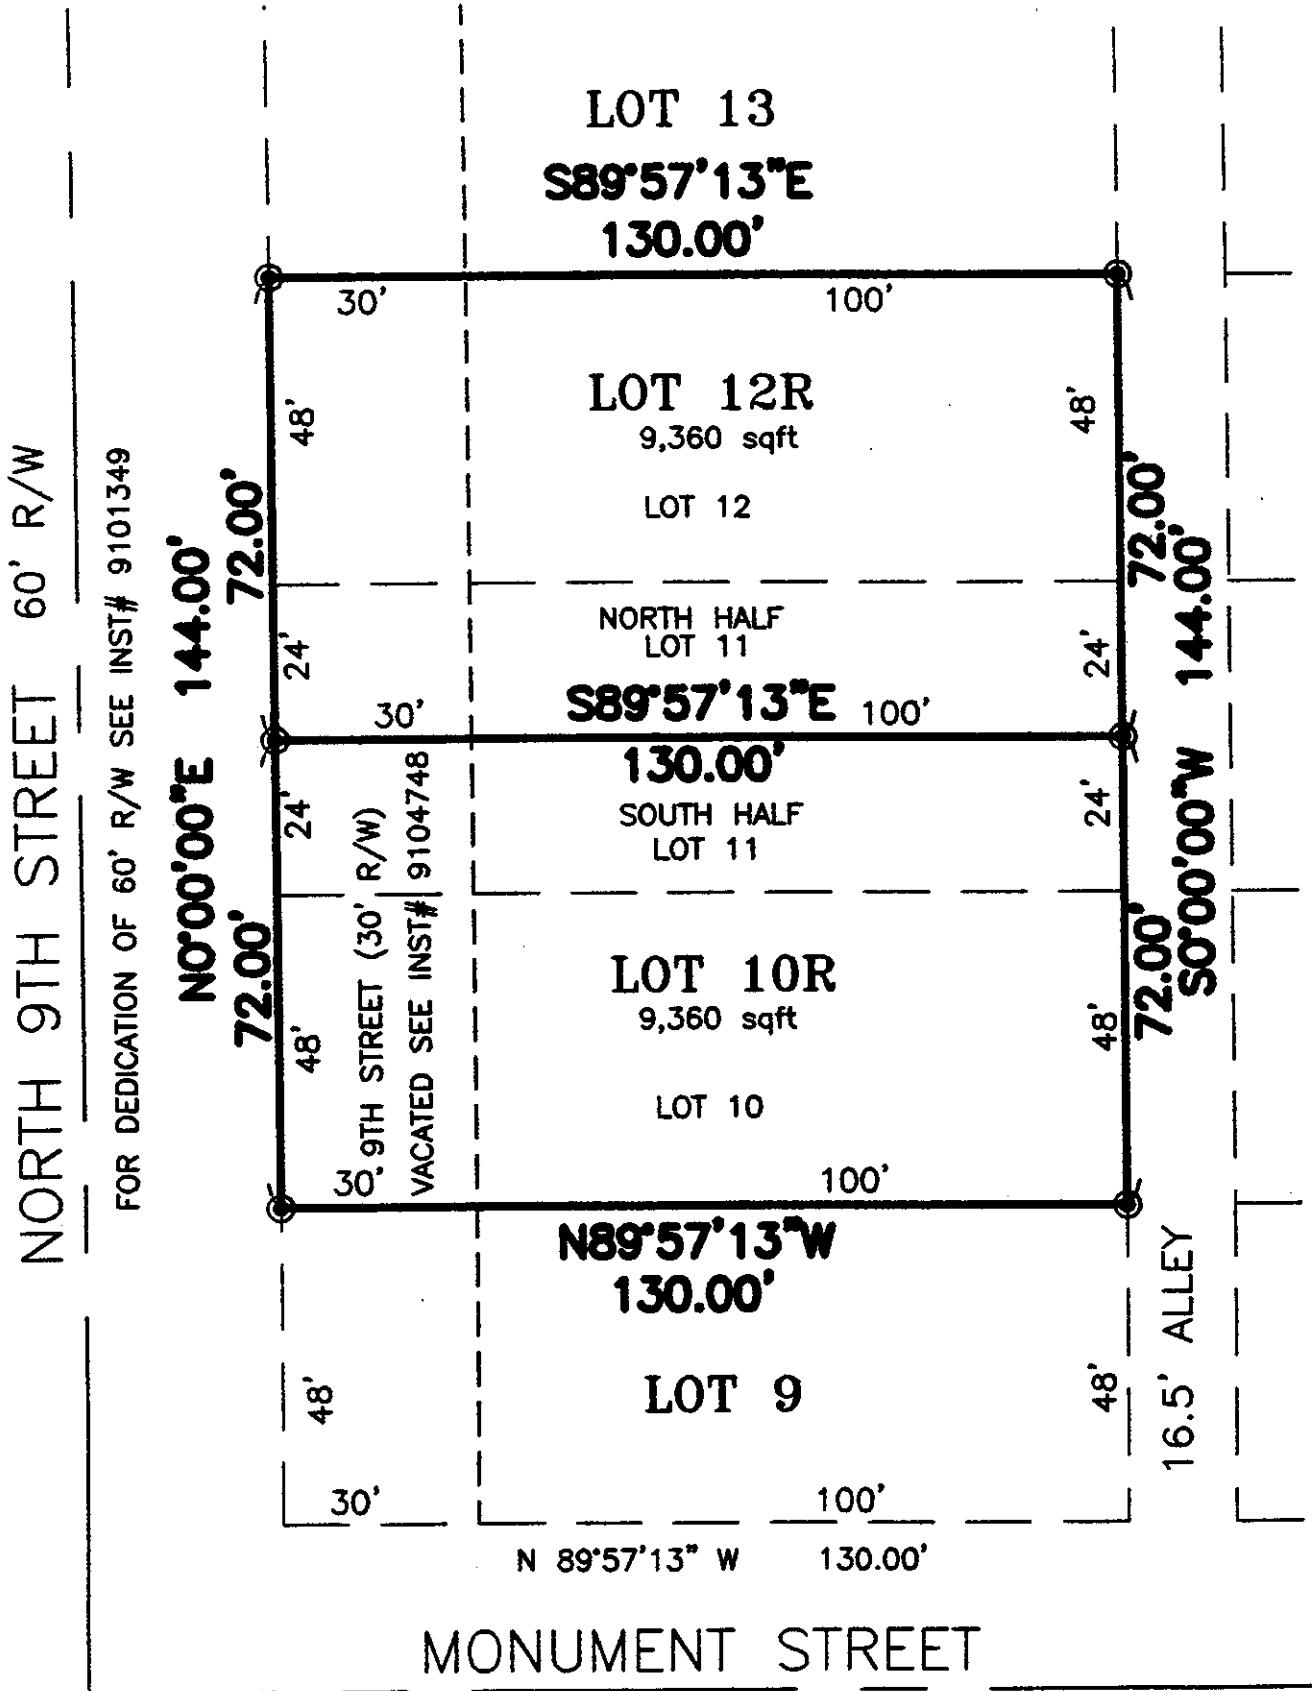 LOT 13
S89°57'13"E
130.00'
30'
100'
LOT 12R
9,360 sqft
48'
48'
LOT 12
72.00'
72.00'
NORTH 9TH STREET 60' R/W
FOR DEDICATION OF 60' R/W SEE INST# 9101349
N0°00'00"E 144.00'
S0°00'00"W 144.00'
NORTH HALF
LOT 11
24'
24'
30'
S89°57'13"E
100'
130.00'
24'
24'
SOUTH HALF
LOT 11
9TH STREET (30' R/W)
VACATED SEE INST# 9104748
72.00'
72.00'
LOT 10R
9,360 sqft
48'
48'
LOT 10
30'
100'
N89°57'13"W
130.00'
16.5' ALLEY
LOT 9
48'
48'
30'
100'
N 89°57'13" W 130.00'
MONUMENT STREET